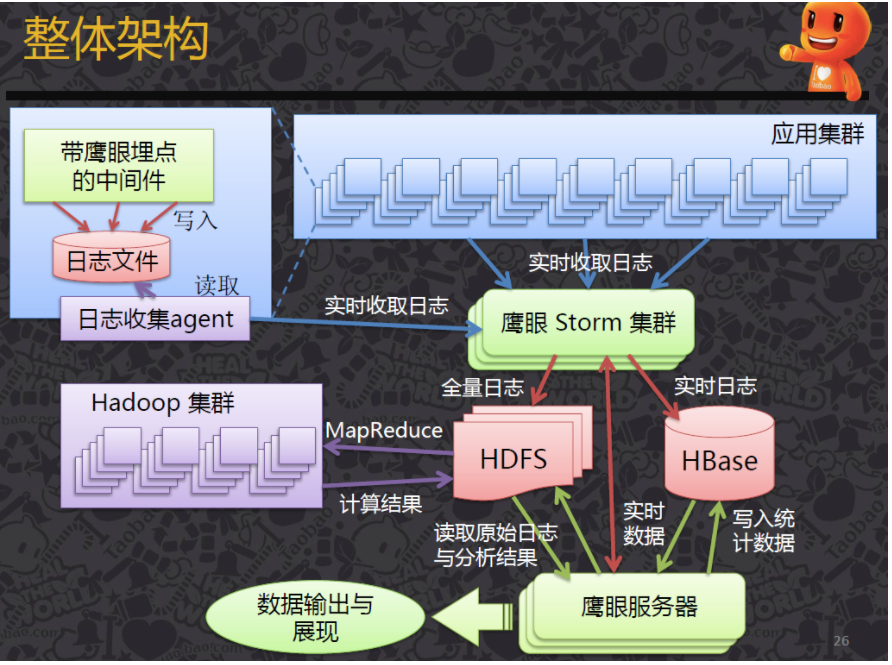 整体架构
带鹰眼埋点
的中间件
写入
日志文件
读取
日志收集agent
应用集群
实时收取日志
实时收取日志
鹰眼 Storm 集群
全量日志
实时日志
Hadoop 集群
MapReduce
计算结果
HDFS
HBase
读取原始日志
与分析结果
实时
数据
写入统
计数据
数据输出与
展现
鹰眼服务器
26